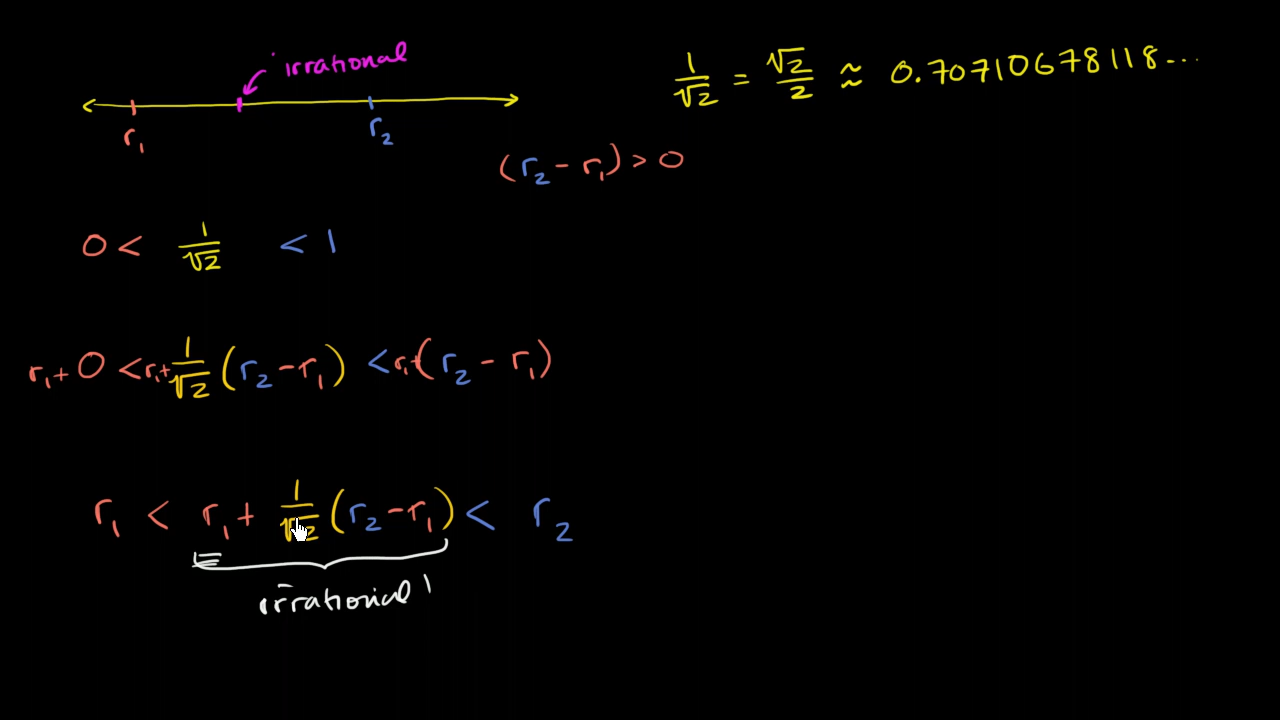 irrational
1/√2 = √2/2 ≈ 0.70710678118...
r₁ r₂
(r₂ - r₁) > 0
0 < 1/√2 < 1
r₁ + 0 < r₁ + 1/√2 (r₂ - r₁) < r₁ + (r₂ - r₁)
r₁ < r₁ + 1/√2 (r₂ - r₁) < r₂
irrational